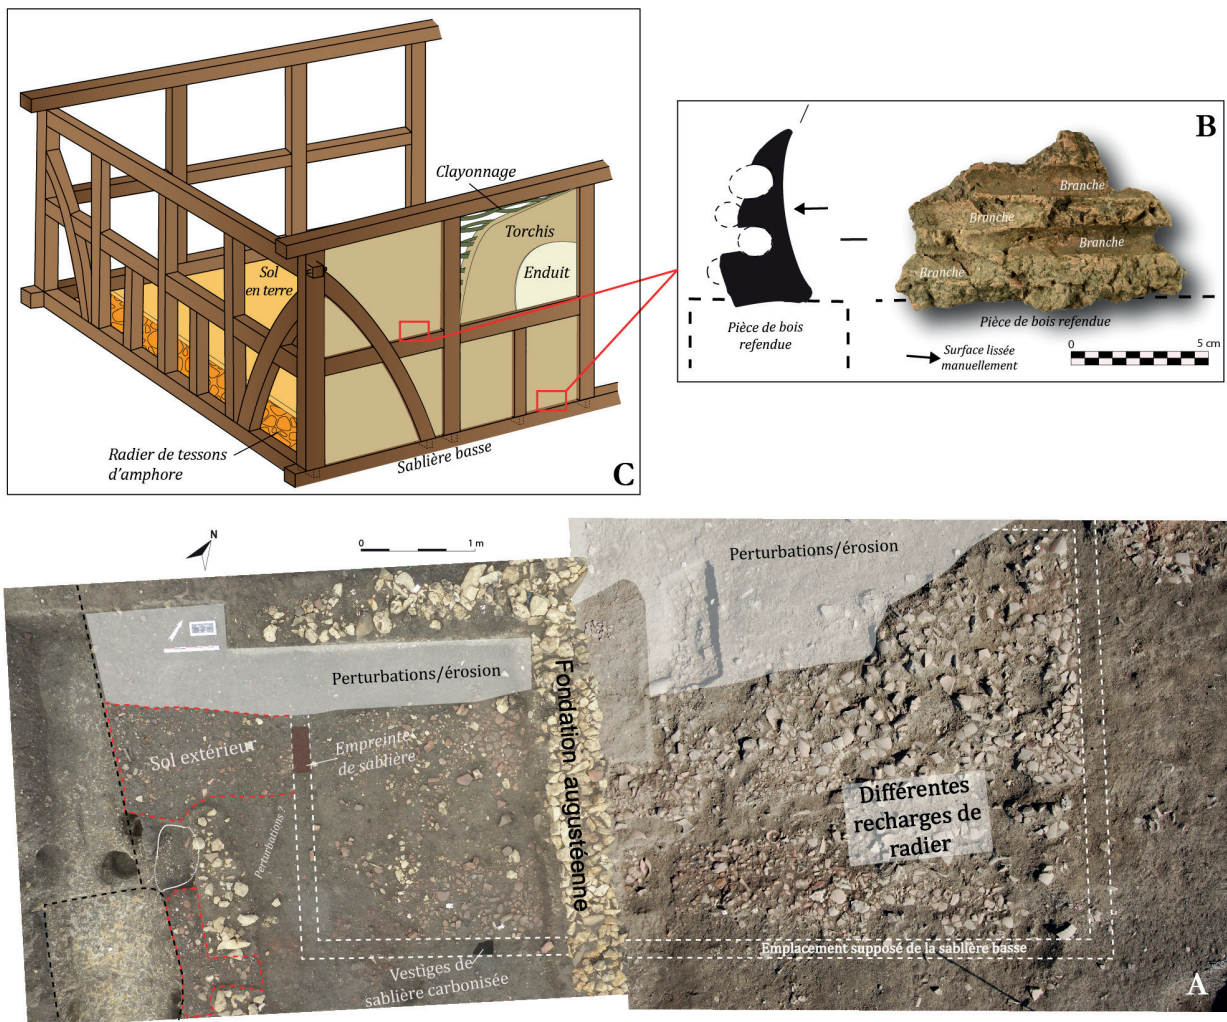 Clayonnage
Torchis
Enduit
Sol
en terre
Radier de tessons
d'amphore
Sablière basse
C
B
Branche
Branche
Branche
Branche
Pièce de bois
refendue
Pièce de bois refendue
Surface lissée
manuellement
0 5 cm
N
0 1 m
Perturbations/érosion
Perturbations/érosion
Sol extérieur
Empreinte
de sablière
Perturbations
Fondation augustéenne
Différentes
recharges de
radier
Emplacement supposé de la sablière basse
Vestiges de
sablière carbonisée
A